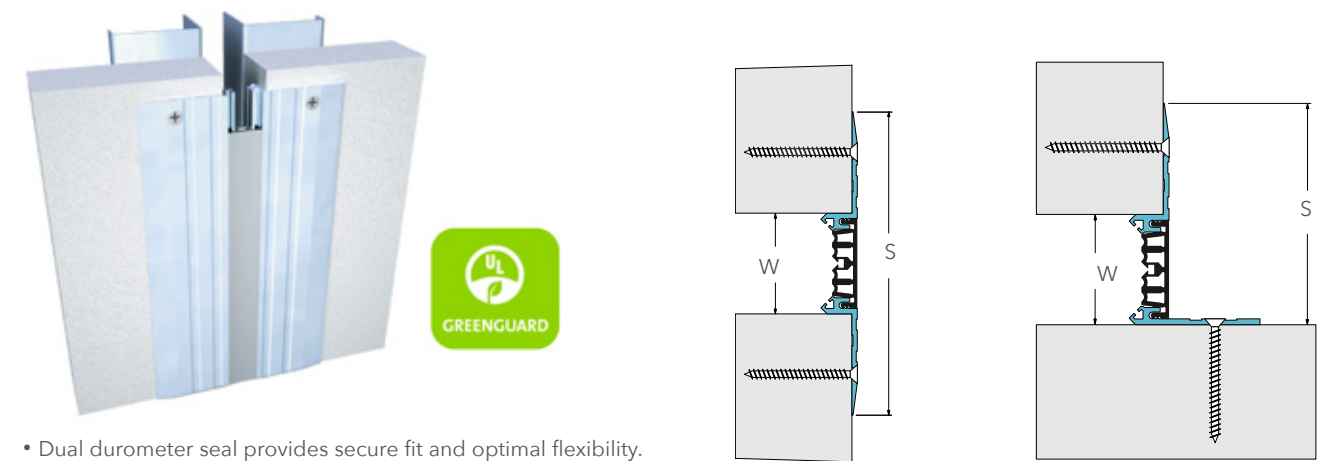 UL
GREENGUARD
• Dual durometer seal provides secure fit and optimal flexibility.
W
S
W
S